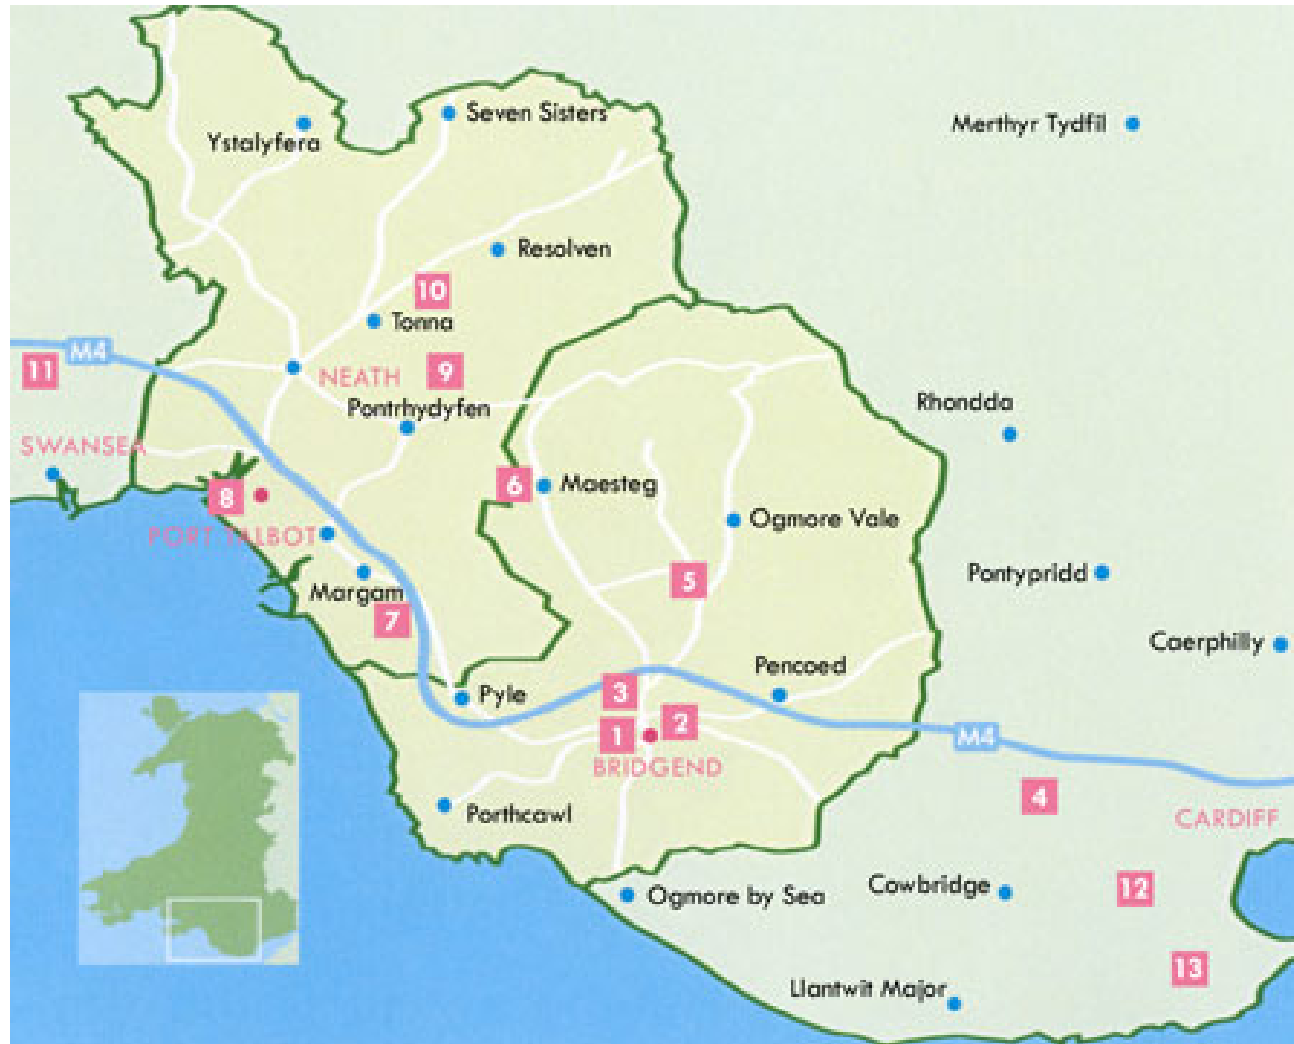 Seven Sisters
Merthyr Tydfil
Ystalyfera
Resolven
10
Tonna
M4
11
NEATH
9
Pontrhydyfen
Rhondda
SWANSEA
6
Maesteg
8
Ogmore Vale
PORT TALBOT
Pontypridd
5
Margam
7
Caerphilly
Pencoed
Pyle
3
2
1
M4
BRIDGEND
4
Porthcawl
CARDIFF
Cowbridge
12
Ogmore by Sea
13
Llantwit Major